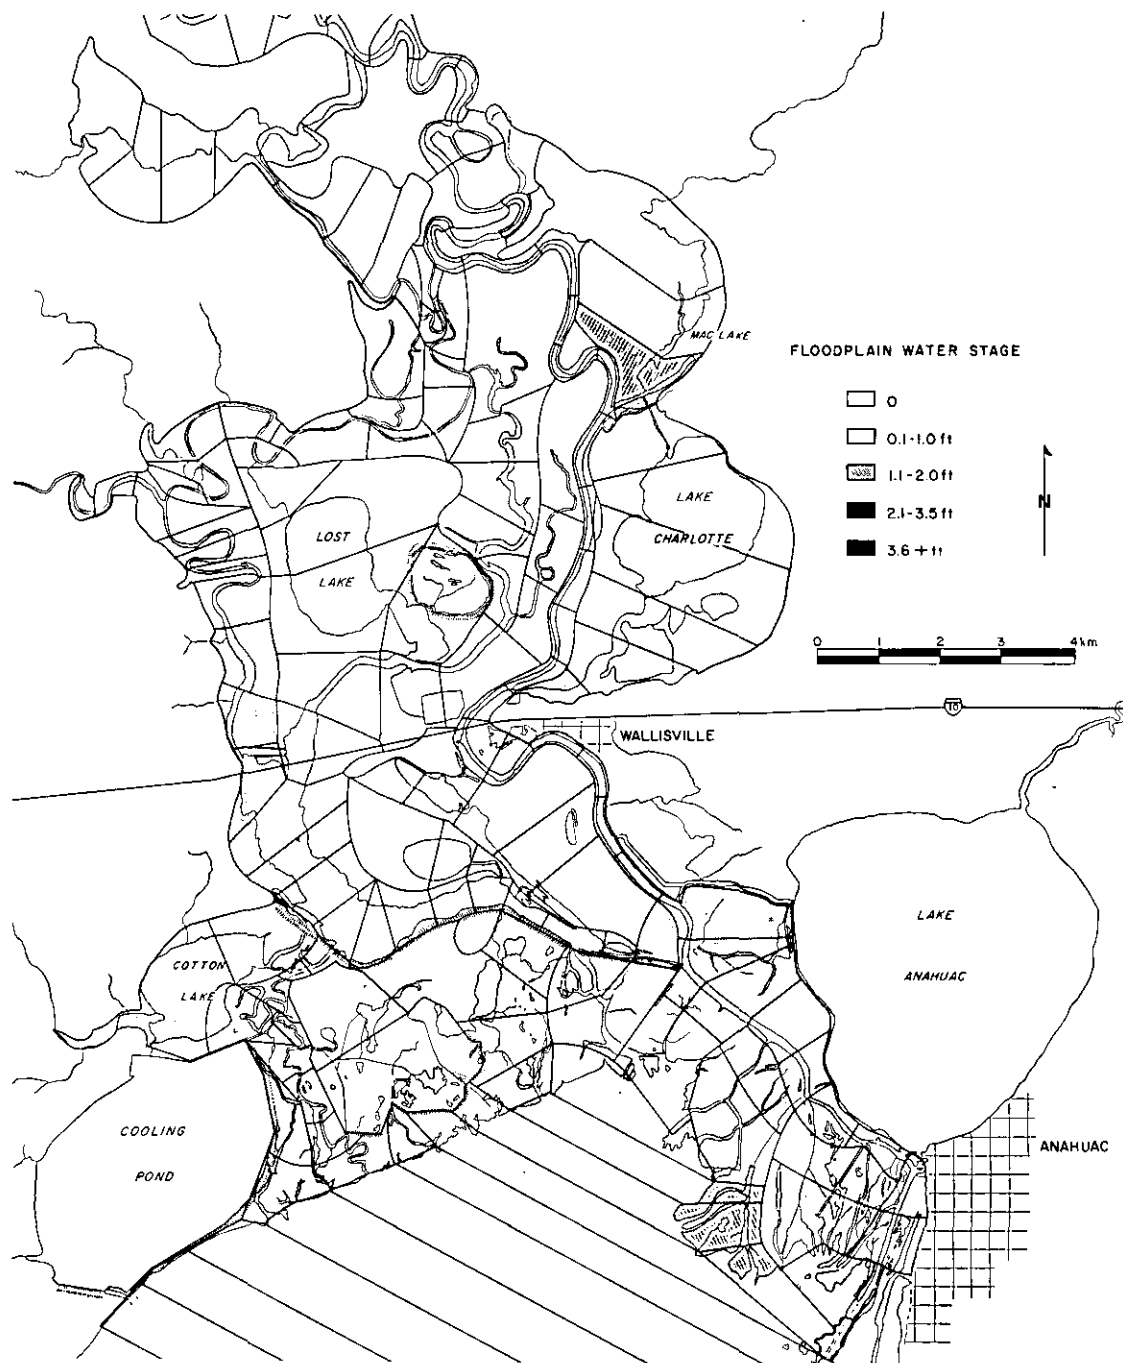 MAC LAKE
FLOODPLAIN WATER STAGE
0
0.1-1.0 ft
1.1-2.0 ft
2.1-3.5 ft
3.6 + ft
N
LAKE
CHARLOTTE
LOST
LAKE
0 1 2 3 4 km
10
WALLISVILLE
LAKE
ANAHUAC
COTTON
LAKE
COOLING
POND
ANAHUAC